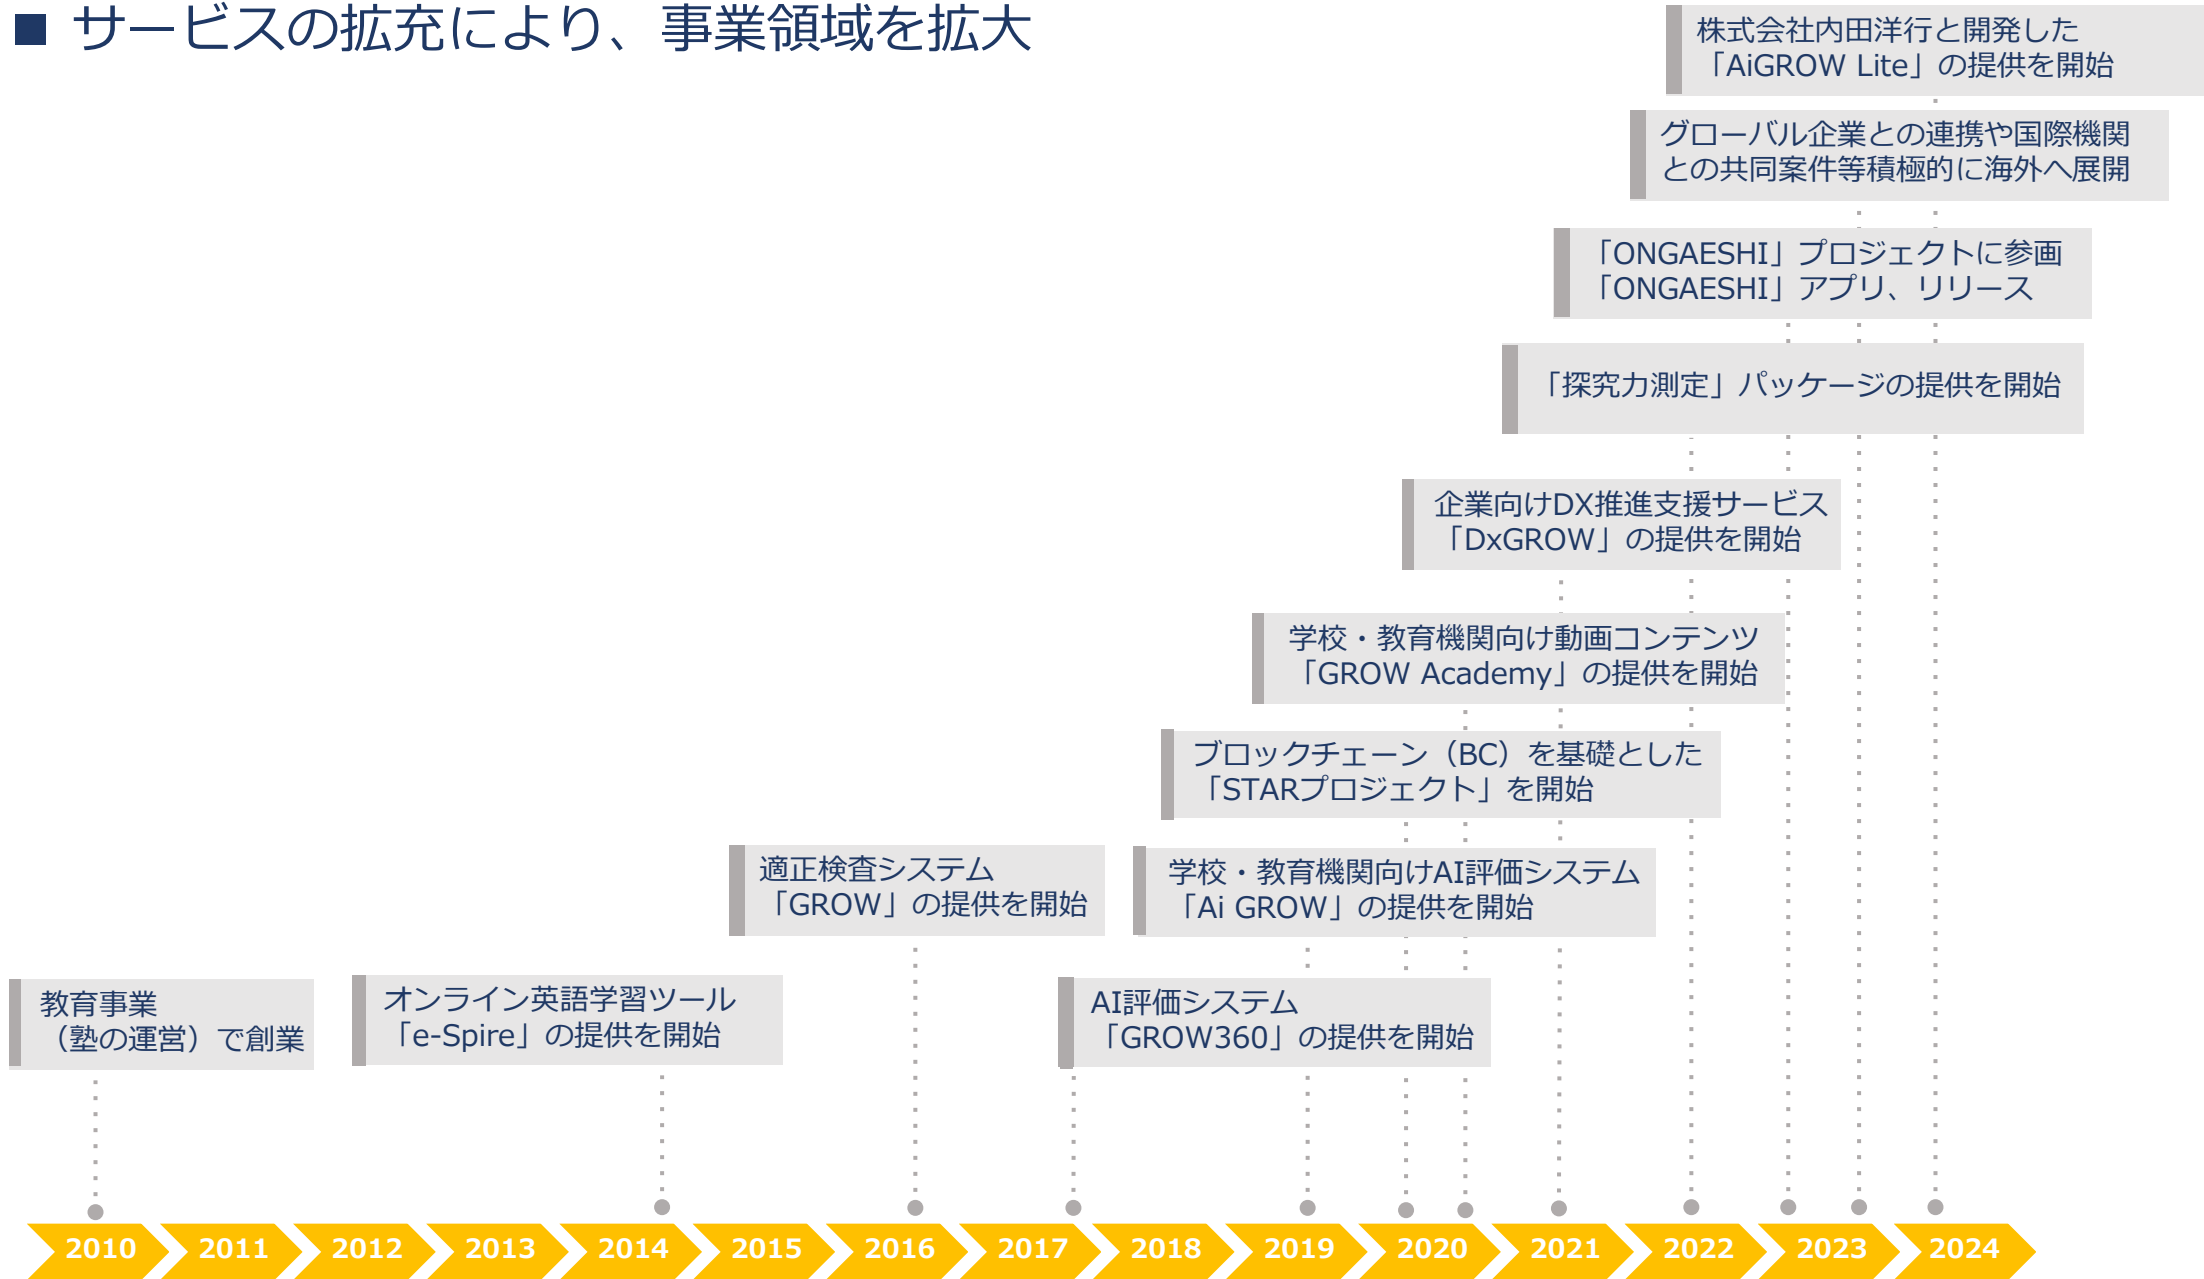 ■ サービスの拡充により、事業領域を拡大
株式会社内田洋行と開発した
「AiGROW Lite」の提供を開始
グローバル企業との連携や国際機関
との共同案件等積極的に海外へ展開
「ONGAESHI」プロジェクトに参画
「ONGAESHI」アプリ、リリース
「探究力測定」パッケージの提供を開始
企業向けDX推進支援サービス
「DxGROW」の提供を開始
学校・教育機関向け動画コンテンツ
「GROW Academy」の提供を開始
ブロックチェーン（BC）を基礎とした
「STARプロジェクト」を開始
適正検査システム
「GROW」の提供を開始
学校・教育機関向けAI評価システム
「Ai GROW」の提供を開始
教育事業
（塾の運営）で創業
オンライン英語学習ツール
「e-Spire」の提供を開始
AI評価システム
「GROW360」の提供を開始
2010 2011 2012 2013 2014 2015 2016 2017 2018 2019 2020 2021 2022 2023 2024